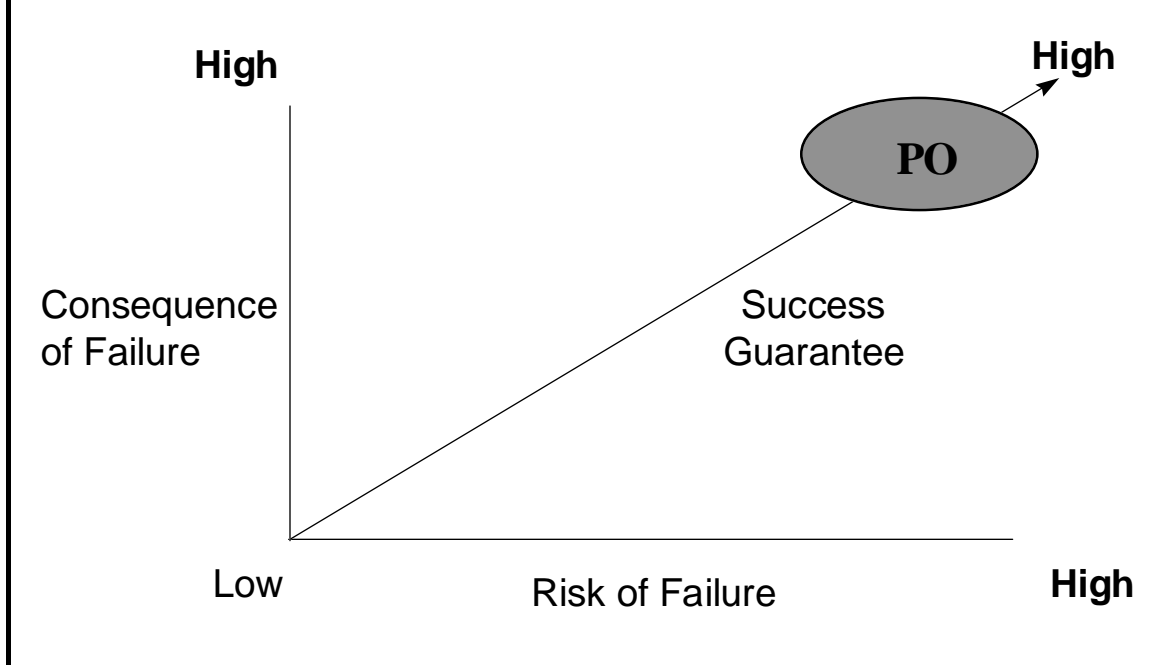 High
High
PO
Consequence
of Failure
Success
Guarantee
Low
Risk of Failure
High